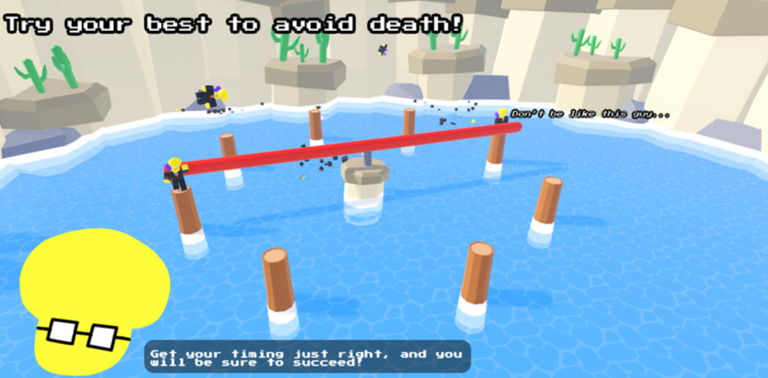 Try your best to avoid death!
Don't be like this guy...
Get your timing just right, and you
will be sure to succeed!